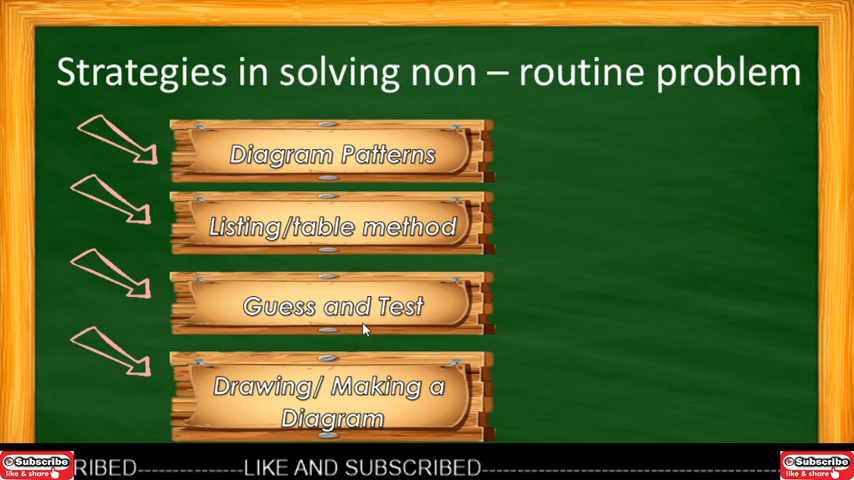 Strategies in solving non – routine problem
Diagram Patterns
Listing/table method
Guess and Test
Drawing/ Making a
Diagram
Subscribe
like & share
RIBED---------------LIKE AND SUBSCRIBED------------------------------------------
Subscribe
like & share